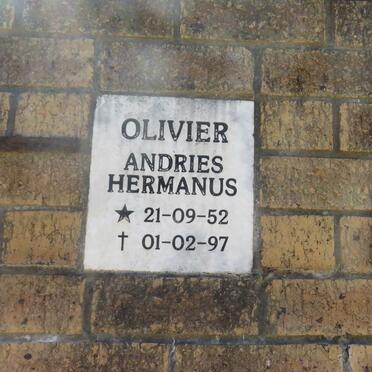 OLIVIER
ANDRIES
HERMANUS
★ 21-09-52
† 01-02-97